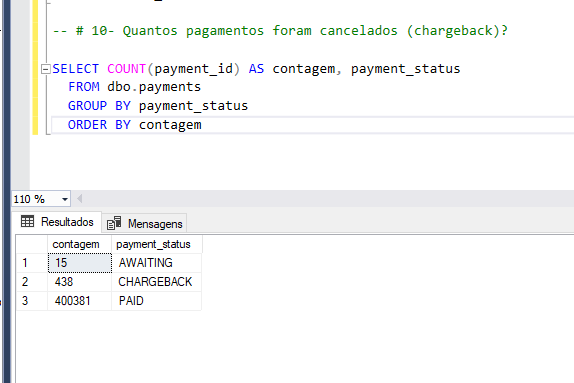 -- # 10- Quantos pagamentos foram cancelados (chargeback)?
SELECT COUNT(payment_id) AS contagem, payment_status
FROM dbo.payments
GROUP BY payment_status
ORDER BY contagem
110 %
Resultados Mensagens
contagem payment_status
1 15 AWAITING
2 438 CHARGEBACK
3 400381 PAID